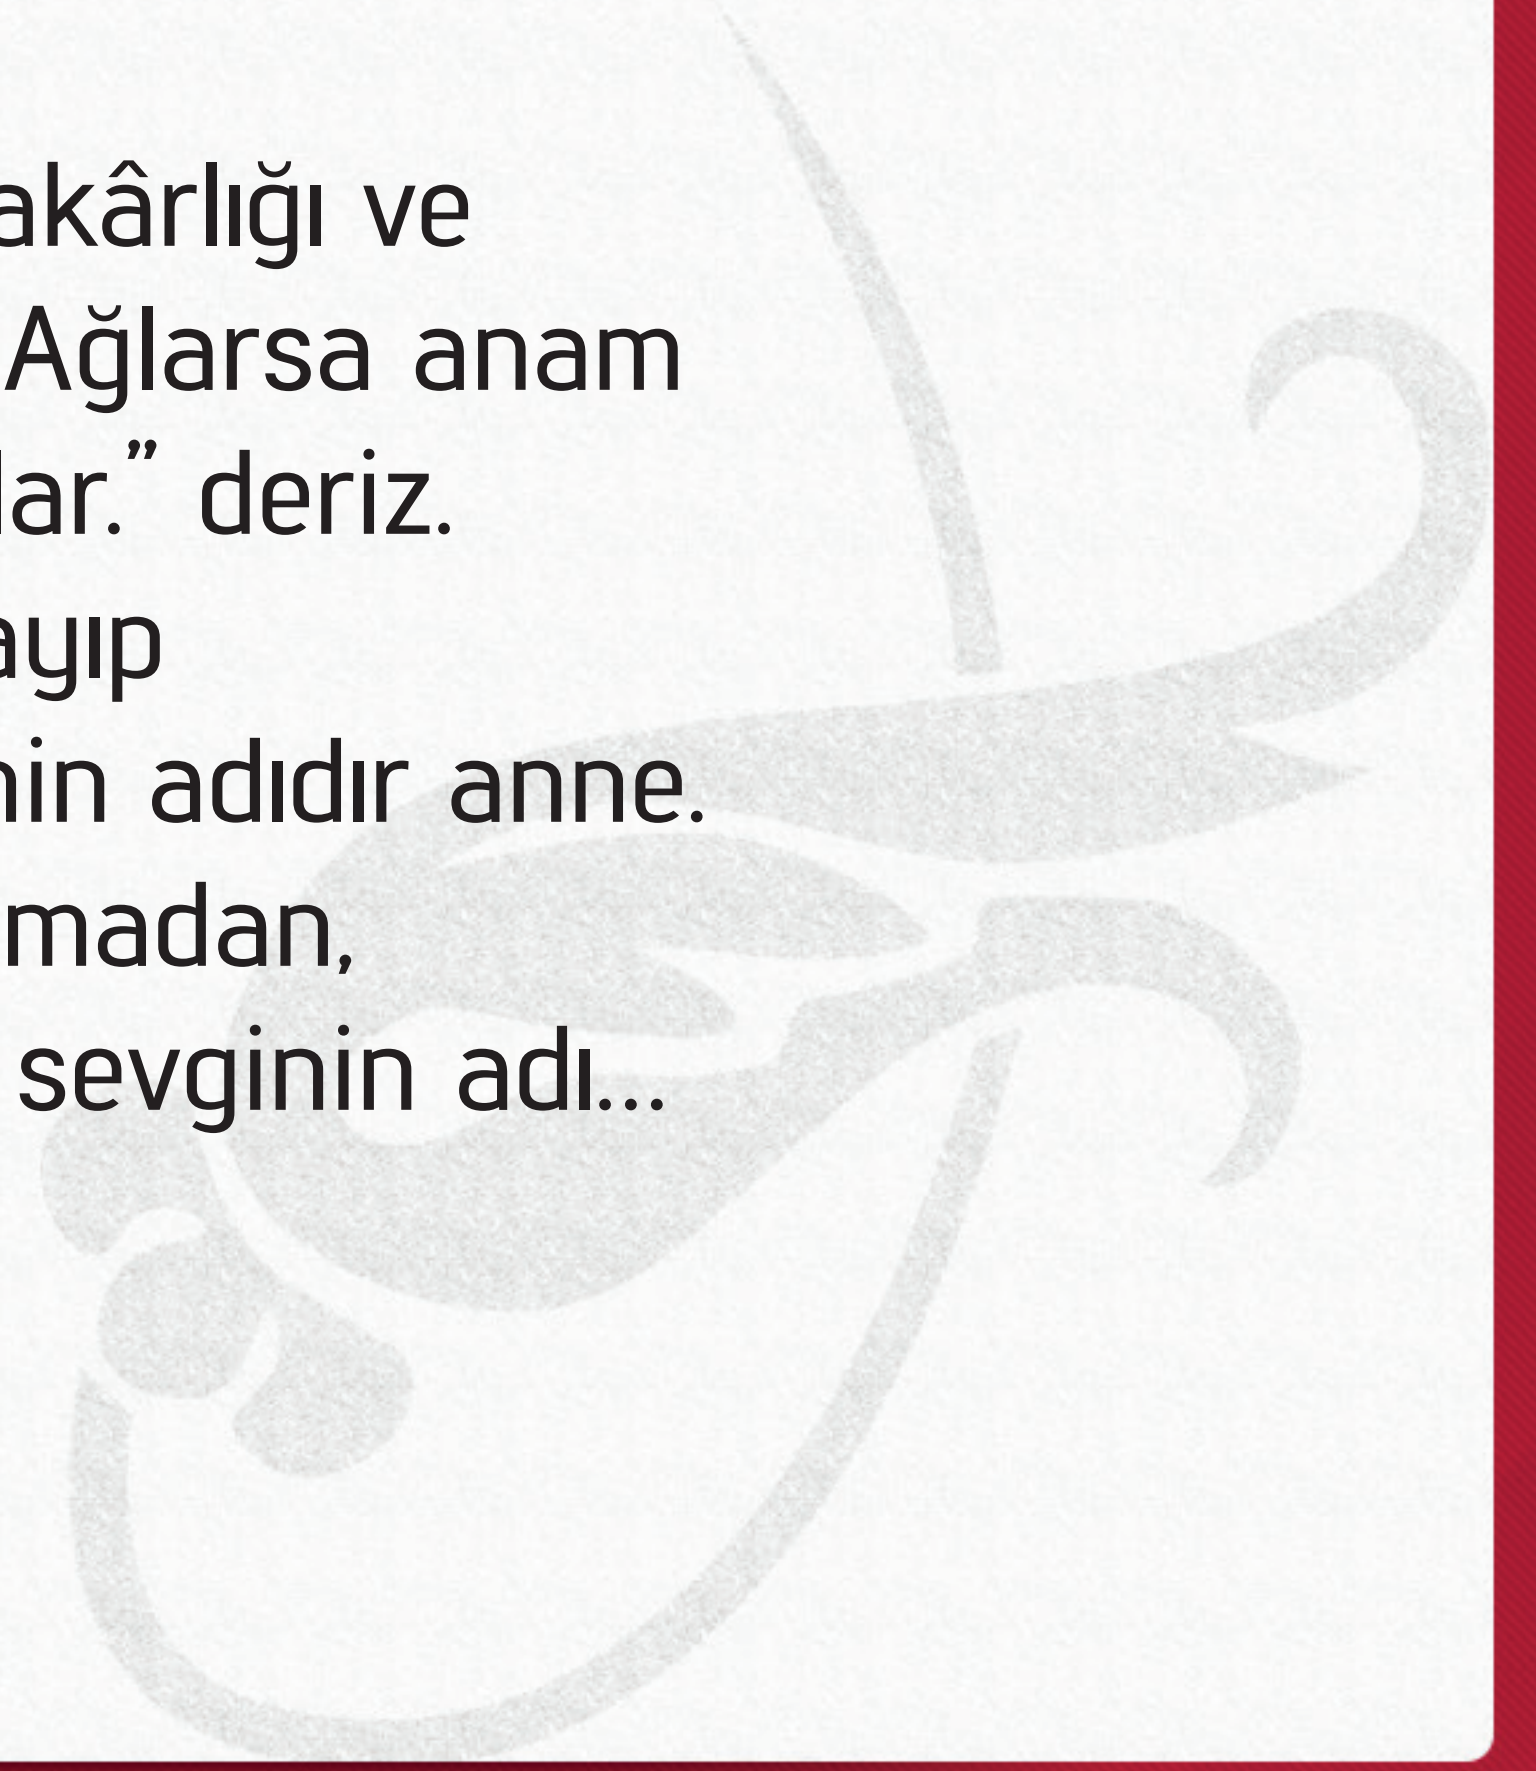 akârlığı ve
Ağlarsa anam
lar.” deriz.
ayıp
nin adıdır anne.
madan,
sevginin adı...